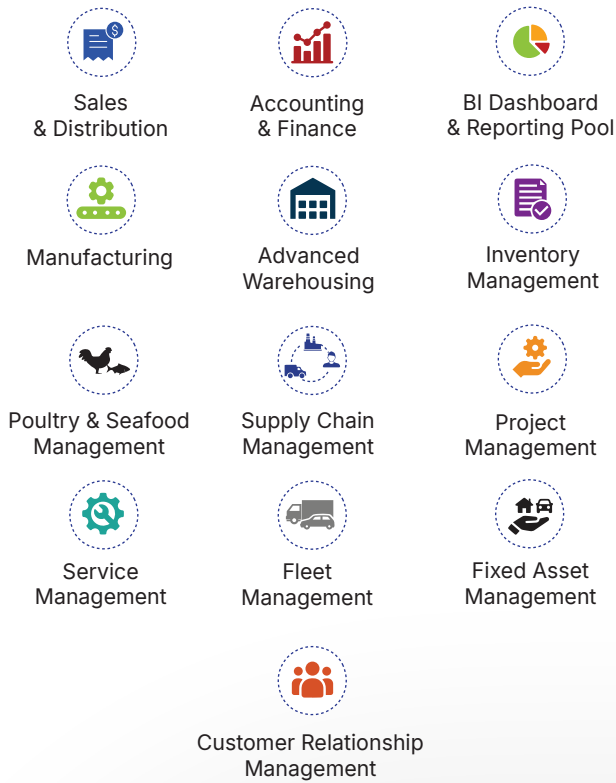 $
Sales
& Distribution
Accounting
& Finance
BI Dashboard
& Reporting Pool
Manufacturing
Advanced
Warehousing
Inventory
Management
Poultry & Seafood
Management
Supply Chain
Management
Project
Management
Service
Management
Fleet
Management
Fixed Asset
Management
Customer Relationship
Management